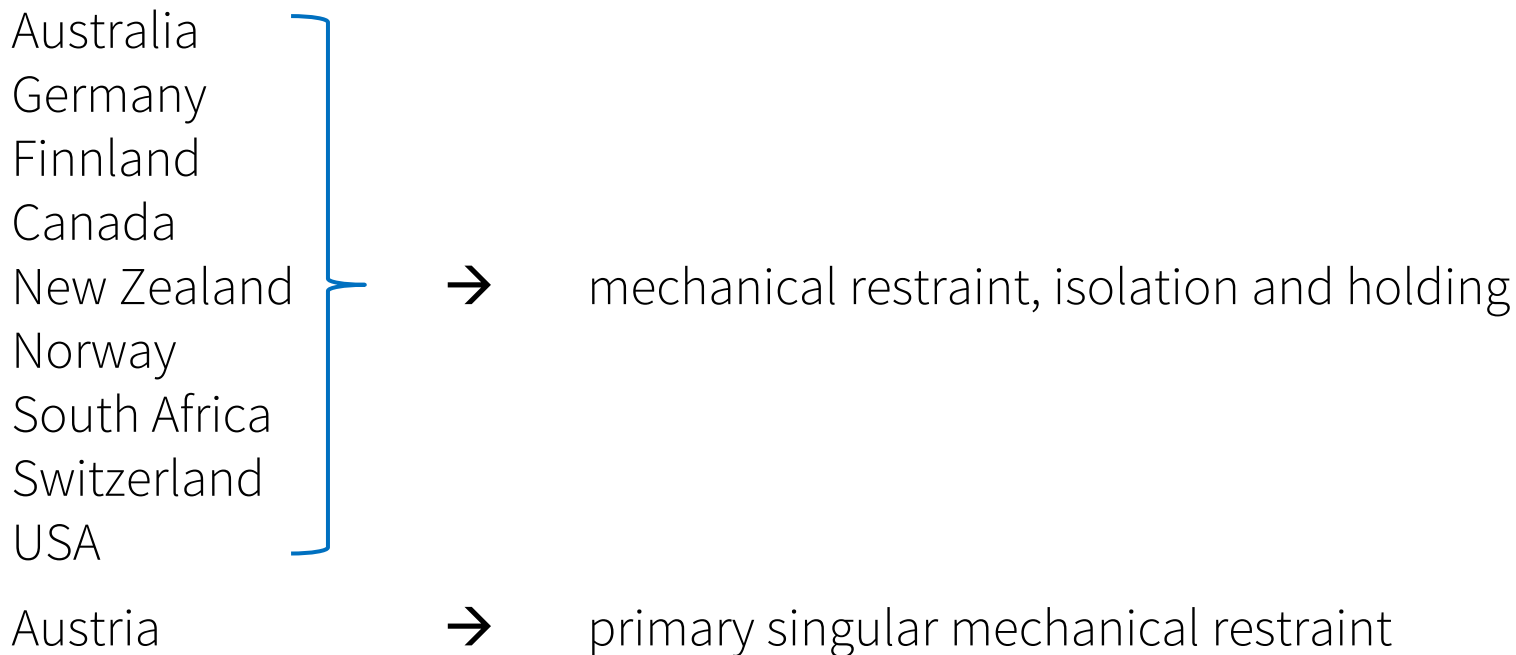 Australia
Germany
Finnland
Canada
New Zealand → mechanical restraint, isolation and holding
Norway
South Africa
Switzerland
USA
Austria → primary singular mechanical restraint